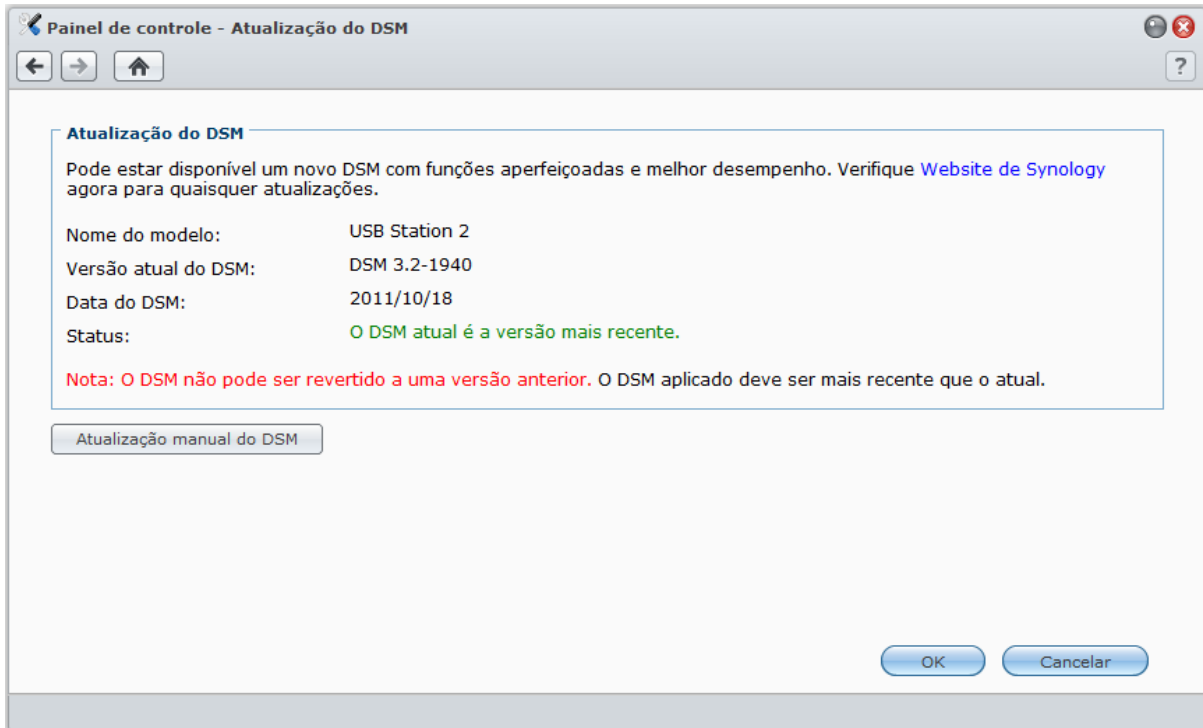 Painel de controle - Atualização do DSM
?
Atualização do DSM
Pode estar disponível um novo DSM com funções aperfeiçoadas e melhor desempenho. Verifique Website de Synology
agora para quaisquer atualizações.
Nome do modelo: USB Station 2
Versão atual do DSM: DSM 3.2-1940
Data do DSM: 2011/10/18
Status: O DSM atual é a versão mais recente.
Nota: O DSM não pode ser revertido a uma versão anterior. O DSM aplicado deve ser mais recente que o atual.
Atualização manual do DSM
OK Cancelar